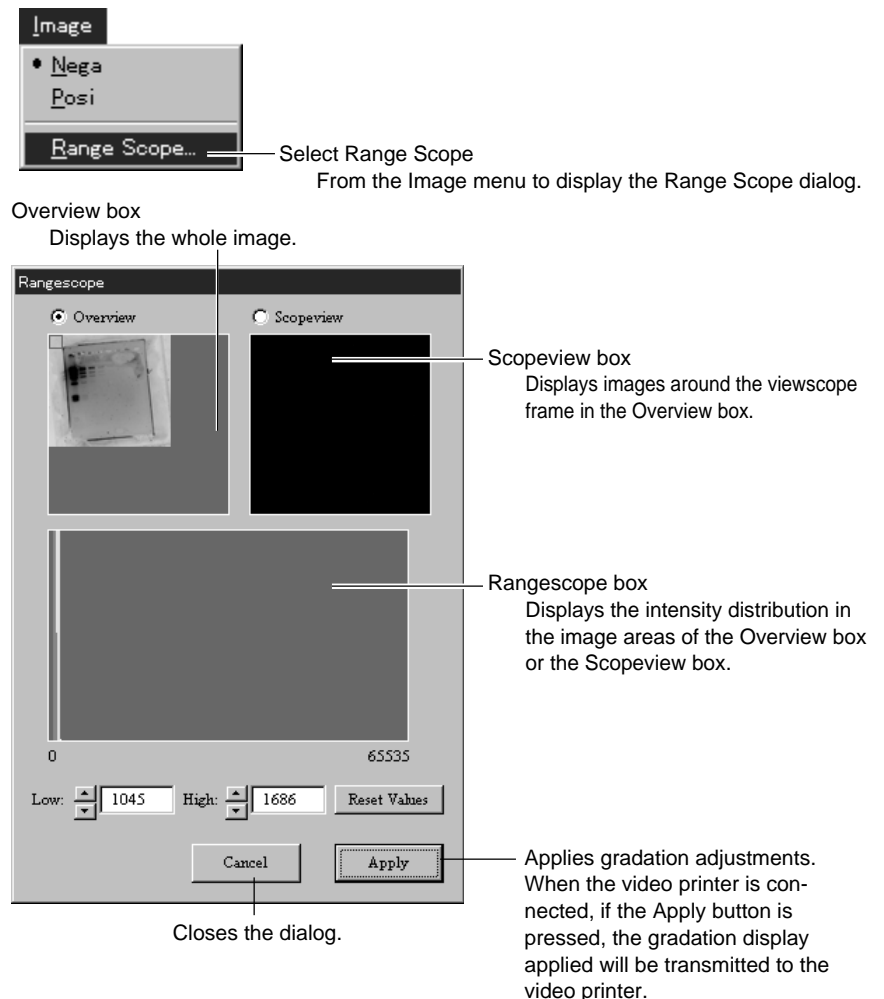 Image
• Nega
Posi
Range Scope...
Select Range Scope
From the Image menu to display the Range Scope dialog.
Overview box
Displays the whole image.
Rangescope
Overview
Scopeview
Scopeview box
Displays images around the viewscope
frame in the Overview box.
Rangescope box
Displays the intensity distribution in
the image areas of the Overview box
or the Scopeview box.
0
65535
Low: 1045 High: 1686 Reset Values
Cancel
Apply
Applies gradation adjustments.
When the video printer is con-
nected, if the Apply button is
pressed, the gradation display
applied will be transmitted to the
video printer.
Closes the dialog.